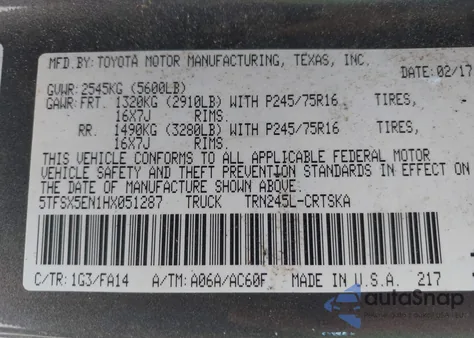 MFD.BY:TOYOTA MOTOR MANUFACTURING, TEXAS, INC.
DATE:02/17
GVWR:2545KG (5600LB)
GAWR:FRT. 1320KG (2910LB) WITH P245/75R16 TIRES,
16X7J RIMS.
RR. 1490KG (3280LB) WITH P245/75R16 TIRES,
16X7J RIMS.
THIS VEHICLE CONFORMS TO ALL APPLICABLE FEDERAL MOTOR
VEHICLE SAFETY AND THEFT PREVENTION STANDARDS IN EFFECT ON
THE DATE OF MANUFACTURE SHOWN ABOVE.
5TFSX5EN1HX051287 TRUCK TRN245L-CRTSKA
C/TR:1G3/FA14 A/TM:A06A/AC60F MADE IN U.S.A. 217
autoSnap